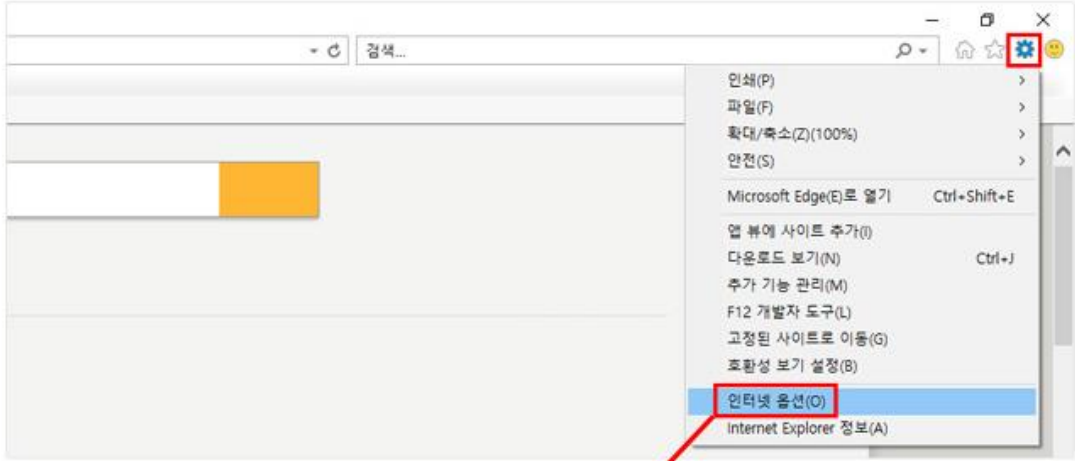 검색...
인쇄(P)
파일(F)
확대/축소(Z)(100%)
안전(S)
Microsoft Edge(E)로 열기 Ctrl+Shift+E
앱 뷰에 사이트 추가(I)
다운로드 보기(N) Ctrl+J
추가 기능 관리(M)
F12 개발자 도구(L)
고정된 사이트로 이동(G)
호환성 보기 설정(B)
인터넷 옵션(O)
Internet Explorer 정보(A)